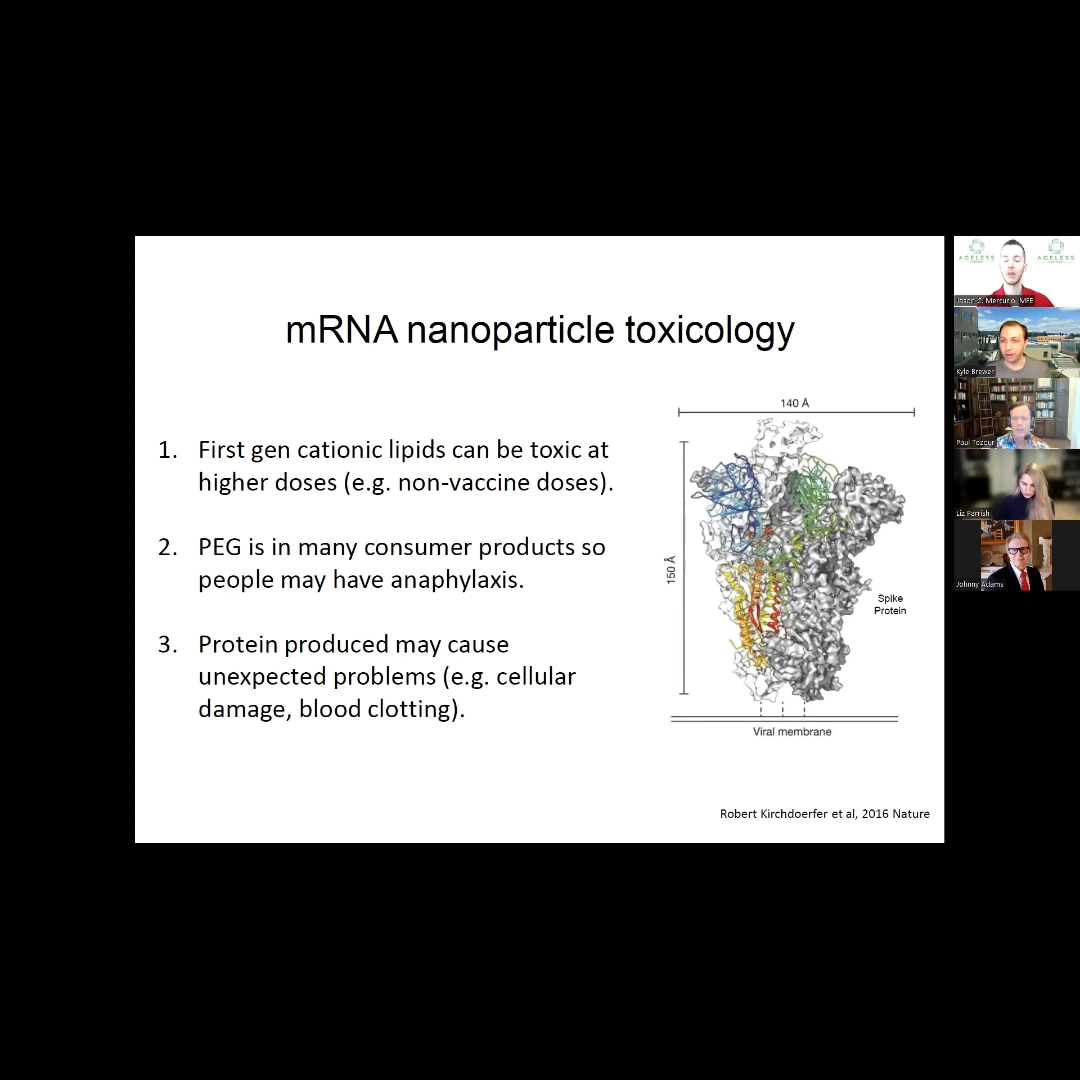 mRNA nanoparticle toxicology
1. First gen cationic lipids can be toxic at
higher doses (e.g. non-vaccine doses).
2. PEG is in many consumer products so
people may have anaphylaxis.
3. Protein produced may cause
unexpected problems (e.g. cellular
damage, blood clotting).
140 Å
150 Å
Spike
Protein
Viral membrane
Robert Kirchdoerfer et al, 2016 Nature
AGELESS
AGELESS
Jason C. Mercurio, MFE
Kyle Brewer
Paul Tozour
Liz Parrish
Johnny Adams